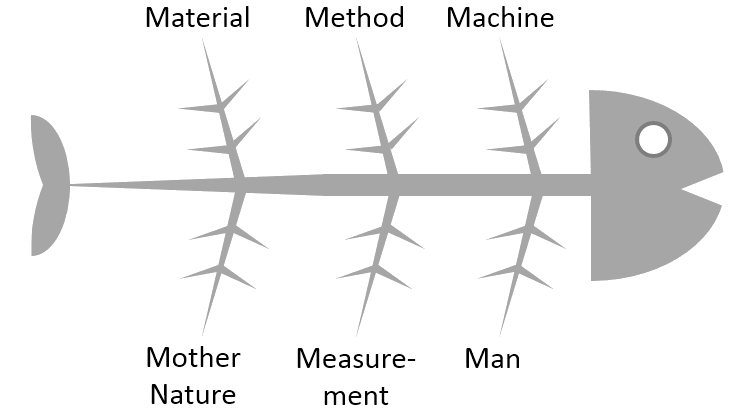 Material
Method
Machine
Mother
Nature
Measure-
ment
Man